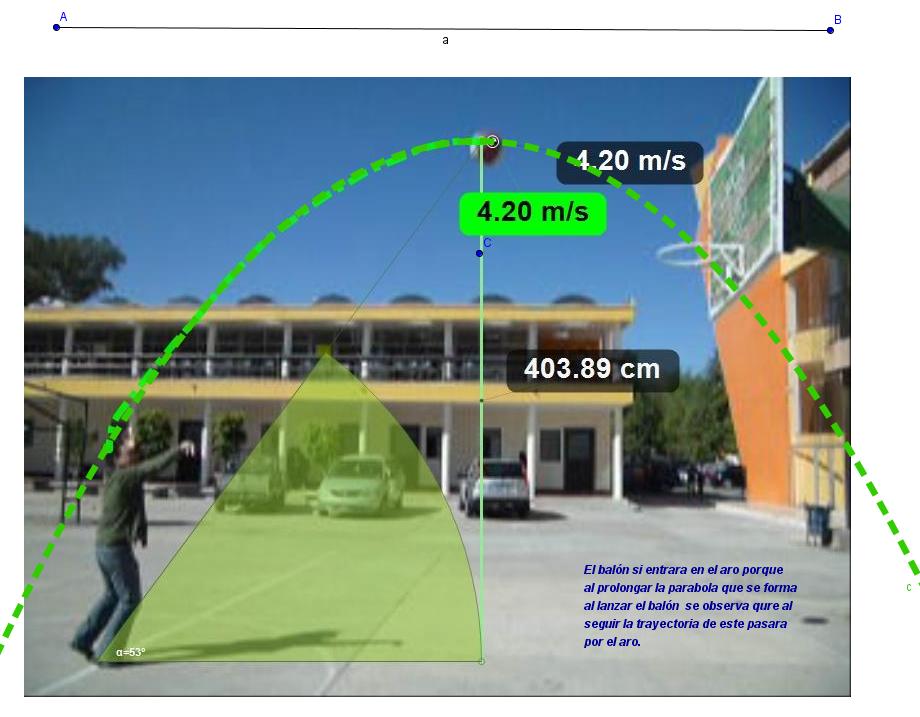 A
B
a
4.20 m/s
4.20 m/s
C
403.89 cm
El balón si entrara en el aro porque
al prolongar la parabola que se forma
al lanzar el balón se observa qure al
seguir la trayectoria de este pasara
por el aro.
c
α=53°